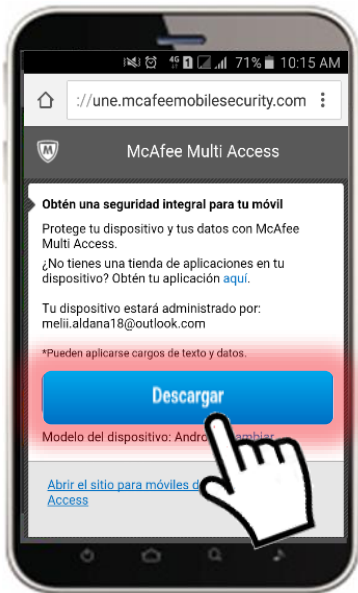 4G 1 71% 10:15 AM
://une.mcafeemobilesecurity.com
M McAfee Multi Access
Obtén una seguridad integral para tu móvil
Protege tu dispositivo y tus datos con McAfee
Multi Access.
¿No tienes una tienda de aplicaciones en tu
dispositivo? Obtén tu aplicación aquí.
Tu dispositivo estará administrado por:
melii.aldana18@outlook.com
*Pueden aplicarse cargos de texto y datos.
Descargar
Modelo del dispositivo:
Abrir el sitio para móviles
Access